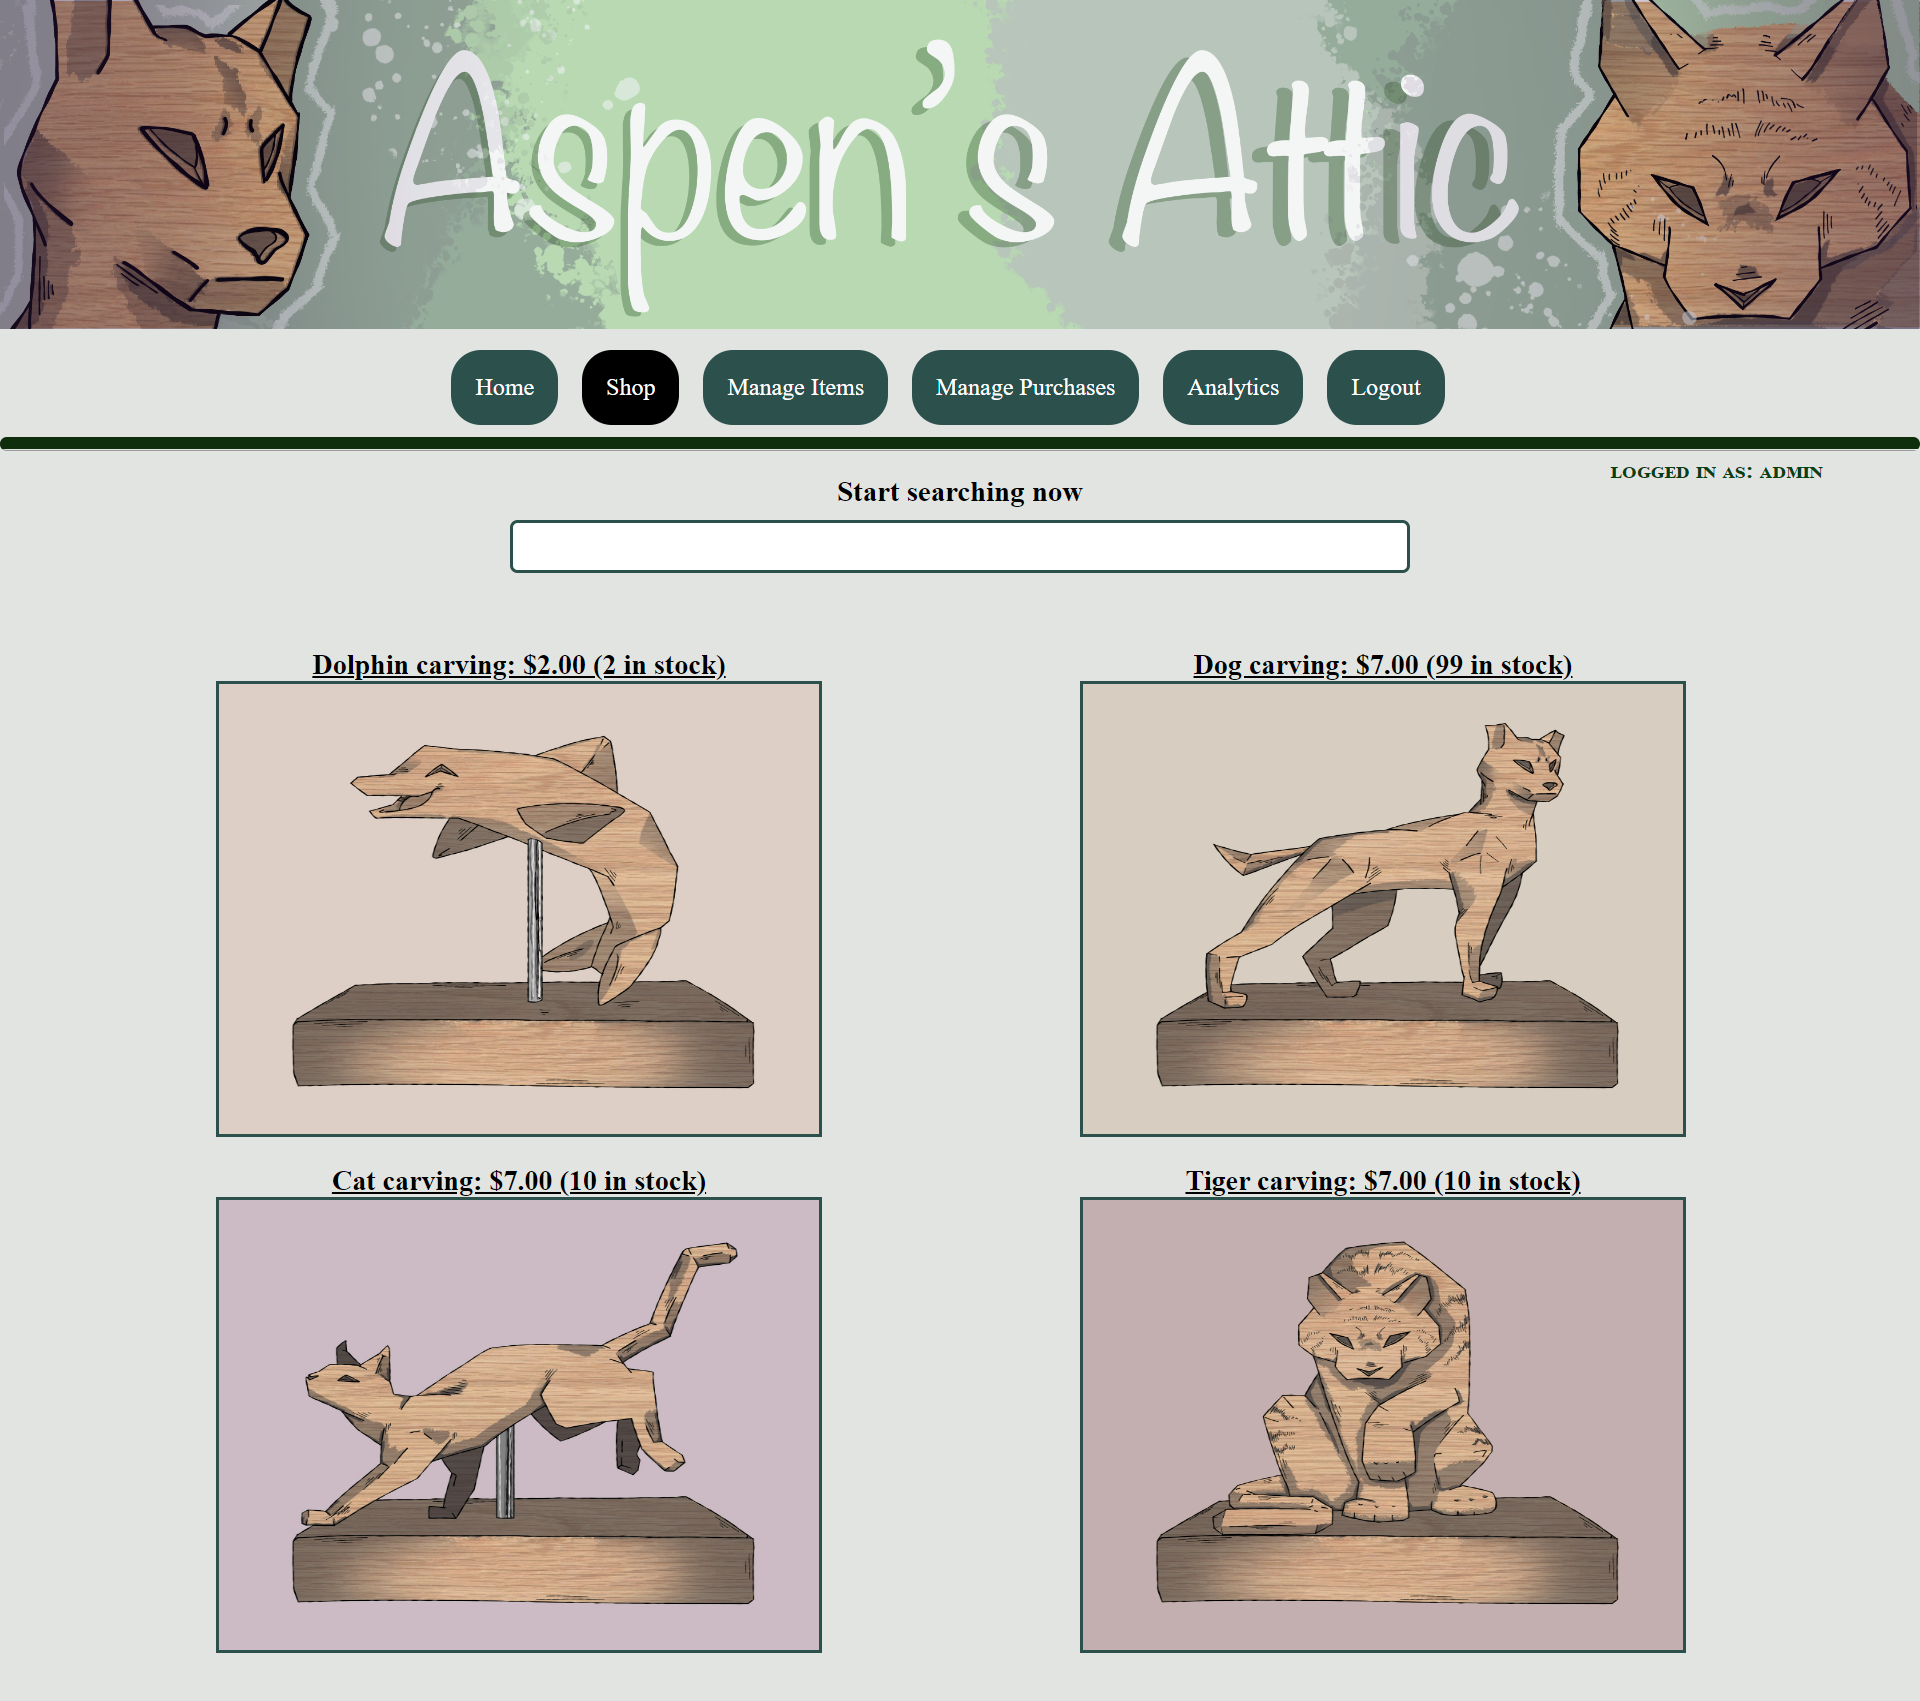 Aspen's Attic
Home Shop Manage Items Manage Purchases Analytics Logout
LOGGED IN AS: ADMIN
Start searching now
Dolphin carving: $2.00 (2 in stock)
Dog carving: $7.00 (99 in stock)
Cat carving: $7.00 (10 in stock)
Tiger carving: $7.00 (10 in stock)